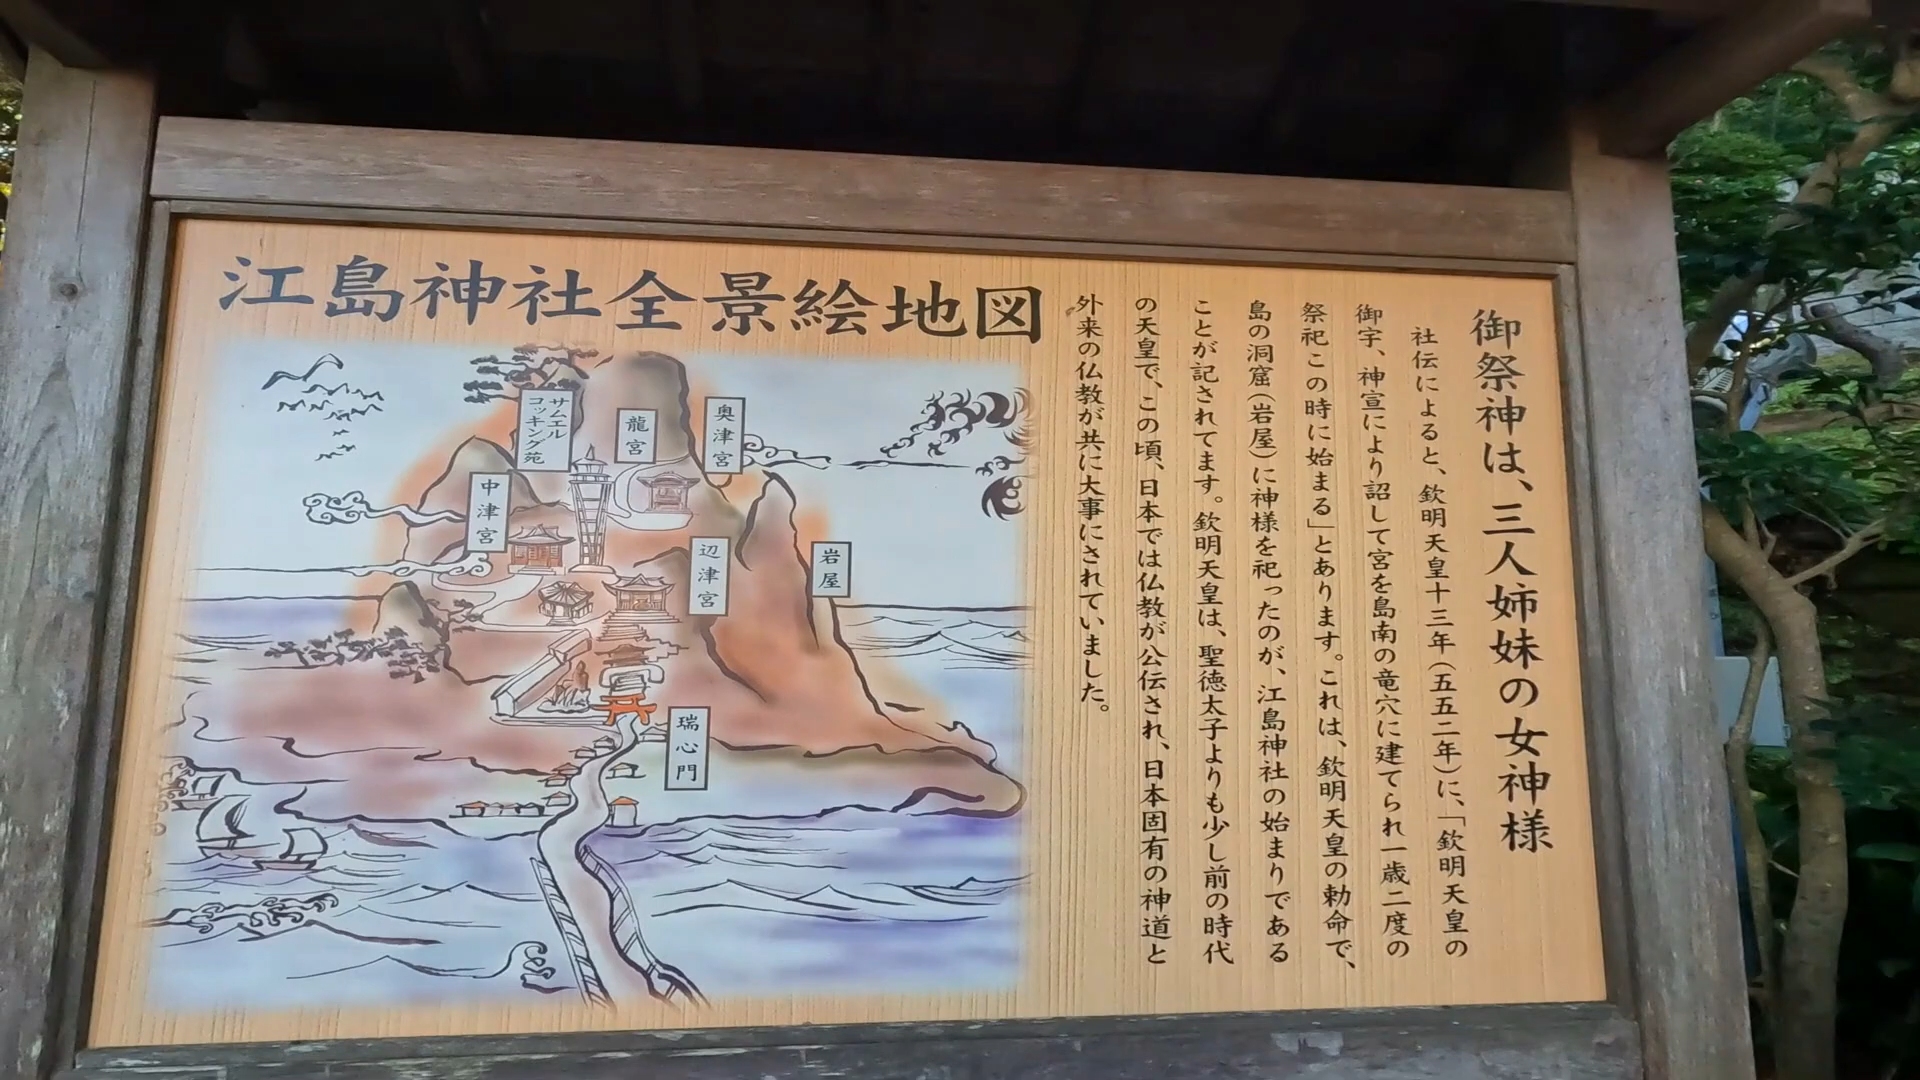 江島神社全景絵地図
御祭神は、三人姉妹の女神様
社伝によると、欽明天皇十三年(五五二年)に、「欽明天皇の
御宇、神宣により詔して宮を島南の竜穴に建てられ一歳二度の
祭祀この時に始まる」とあります。これは、欽明天皇の勅命で、
島の洞窟(岩屋)に神様を祀ったのが、江島神社の始まりである
ことが記されてます。欽明天皇は、聖徳太子よりも少し前の時代
の天皇で、この頃、日本では仏教が公伝され、日本固有の神道と
外来の仏教が共に大事にされていました。
サムエル
コッキング苑
龍宮
奥津宮
中津宮
辺津宮
岩屋
瑞心門